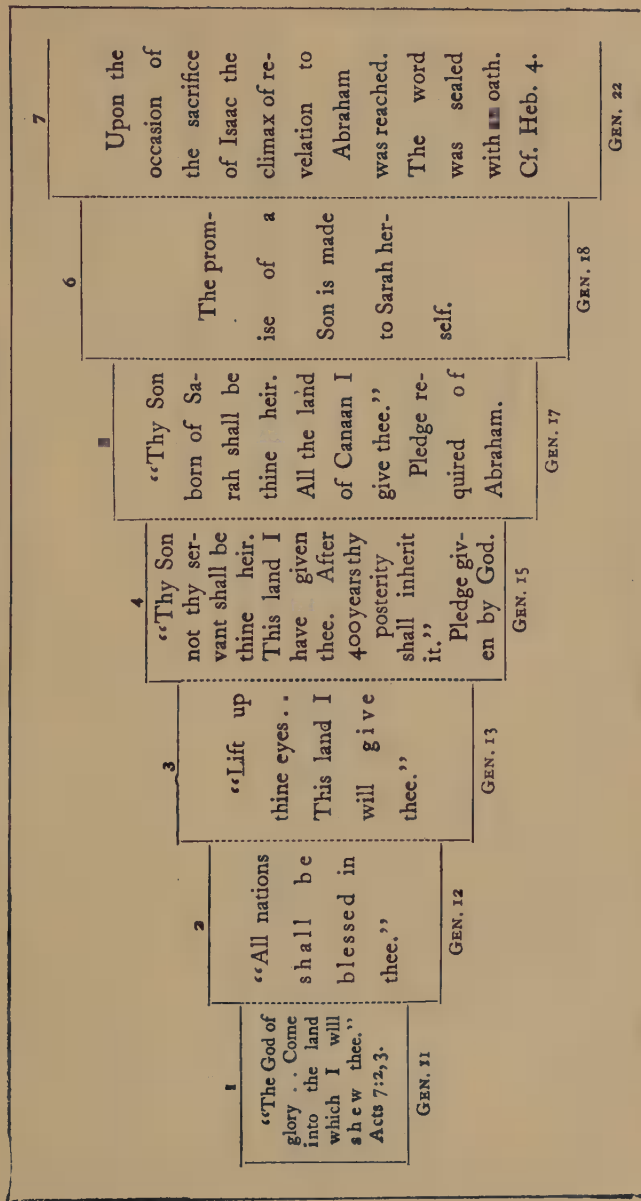 1
"The God of
glory . . Come
into the land
which I will
shew thee."
Acts 7:2,3.
GEN. 11
2
"All nations
shall be
blessed in
thee."
GEN. 12
3
"Lift up
thine eyes . .
This land I
will give
thee."
GEN. 13
4
"Thy Son
not thy ser-
vant shall be
thine heir.
This land I
have given
thee. After
400 years thy
posterity
shall inherit
it."
Pledge giv-
en by God.
GEN. 15
"Thy Son
born of Sa-
rah shall be
thine heir.
All the land
of Canaan I
give thee."
Pledge re-
quired of
Abraham.
GEN. 17
6
The prom-
ise of a
Son is made
to Sarah her-
self.
GEN. 18
7
Upon the
occasion of
the sacrifice
of Isaac the
climax of re-
velation to
Abraham
was reached.
The word
was sealed
with oath.
Cf. Heb. 4.
GEN. 22